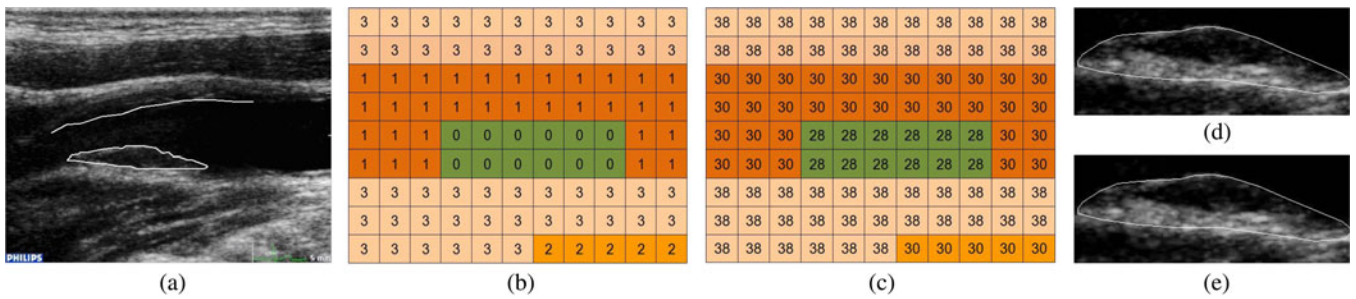 PHILIPS
(a)
3 3 3 3 3 3 3 3 3 3 3
3 3 3 3 3 3 3 3 3 3 3
1 1 1 1 1 1 1 1 1 1 1
1 1 1 1 1 1 1 1 1 1 1
1 1 1 0 0 0 0 0 0 1 1
1 1 1 0 0 0 0 0 0 1 1
3 3 3 3 3 3 3 3 3 3 3
3 3 3 3 3 3 3 3 3 3 3
3 3 3 3 3 3 2 2 2 2 2
(b)
38 38 38 38 38 38 38 38 38 38 38
38 38 38 38 38 38 38 38 38 38 38
30 30 30 30 30 30 30 30 30 30 30
30 30 30 30 30 30 30 30 30 30 30
30 30 30 28 28 28 28 28 28 30 30
30 30 30 28 28 28 28 28 28 30 30
38 38 38 38 38 38 38 38 38 38 38
38 38 38 38 38 38 38 38 38 38 38
38 38 38 38 38 38 30 30 30 30 30
(c)
(d)
(e)